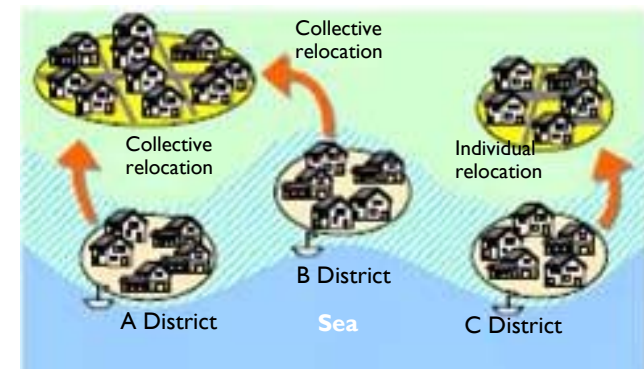 Collective
relocation
Collective
relocation
Individual
relocation
B District
A District
Sea
C District